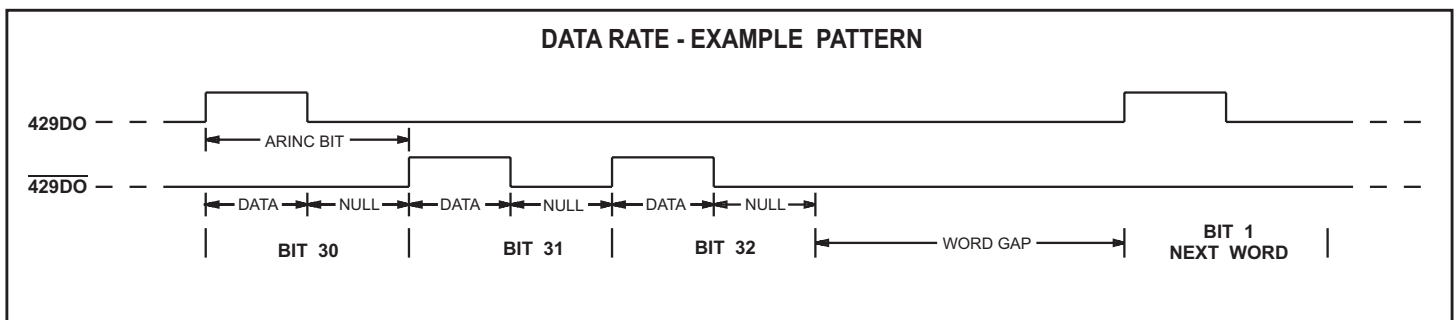 DATA RATE - EXAMPLE PATTERN
429DO
ARINC BIT
429DO
DATA NULL DATA NULL DATA NULL
BIT 30 BIT 31 BIT 32 WORD GAP BIT 1
NEXT WORD